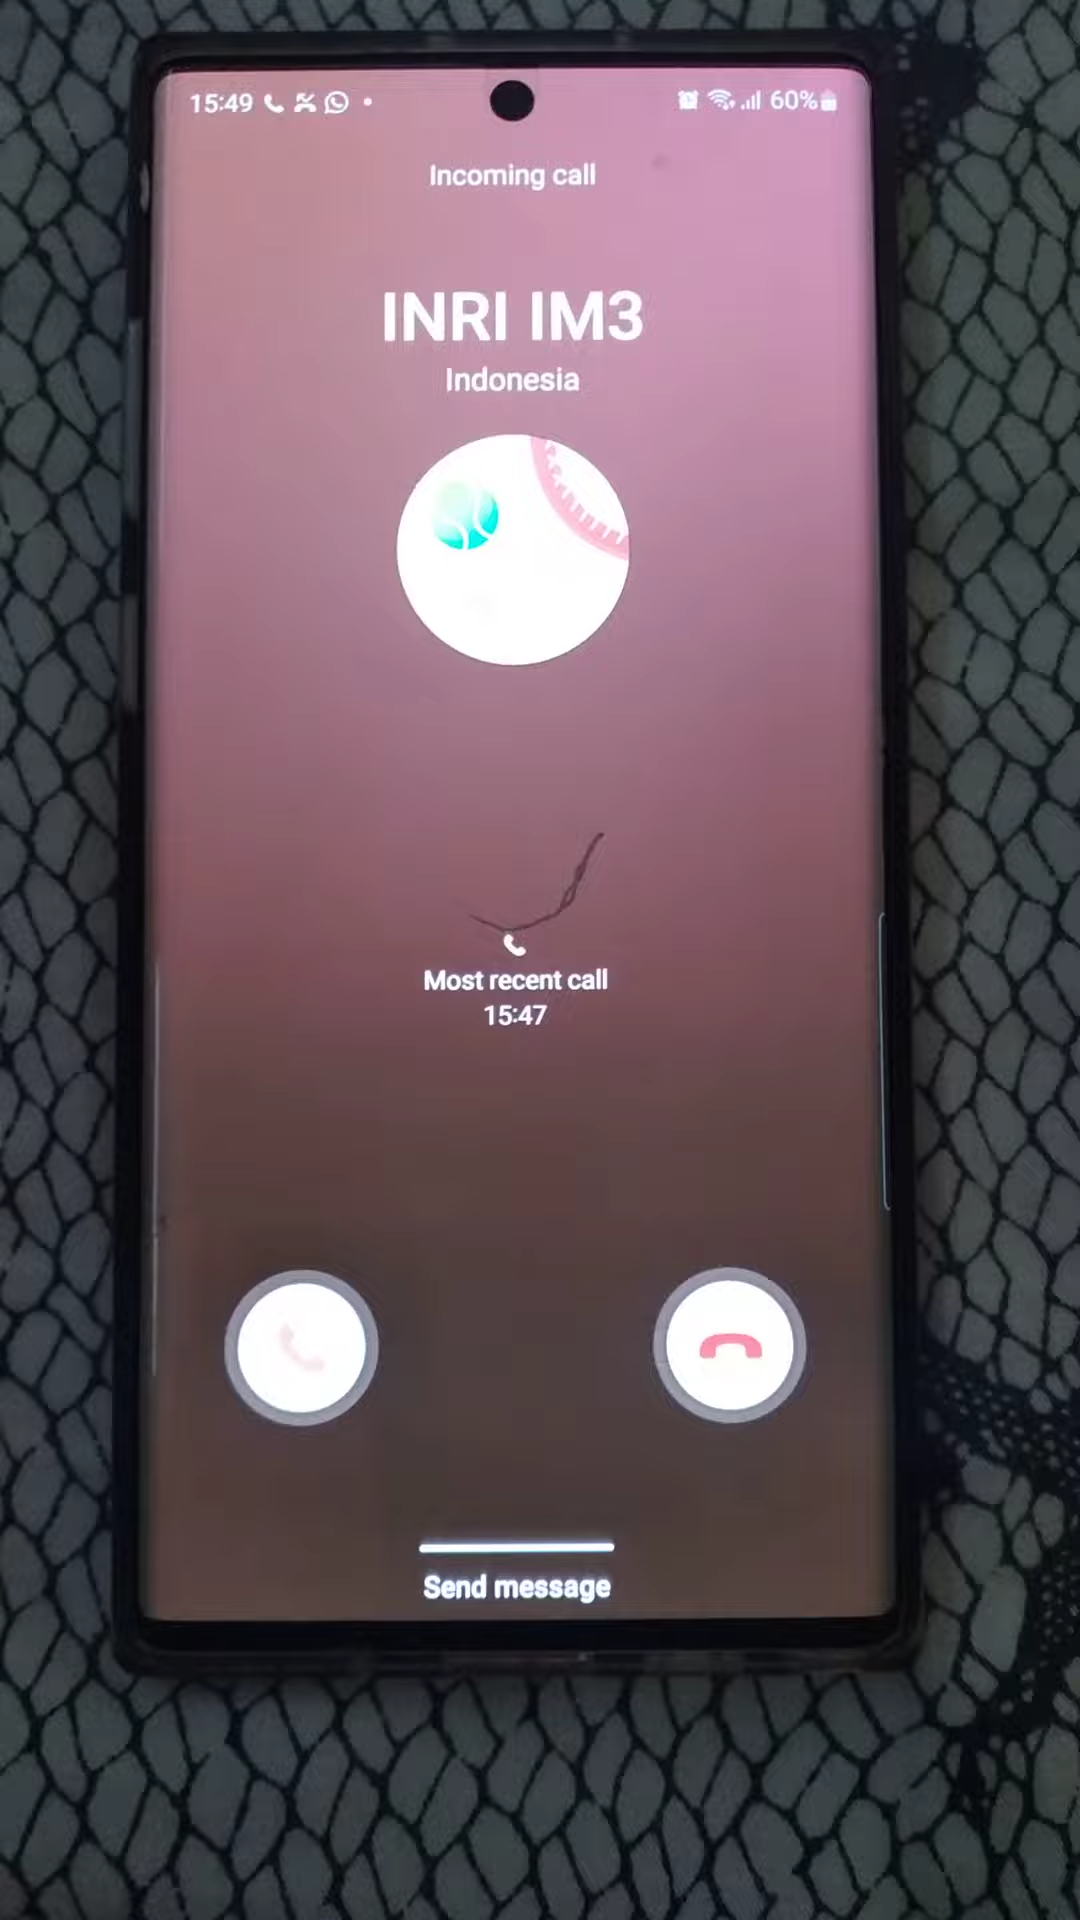 15:49
60%
Incoming call
INRI IM3
Indonesia
Most recent call
15:47
Send message